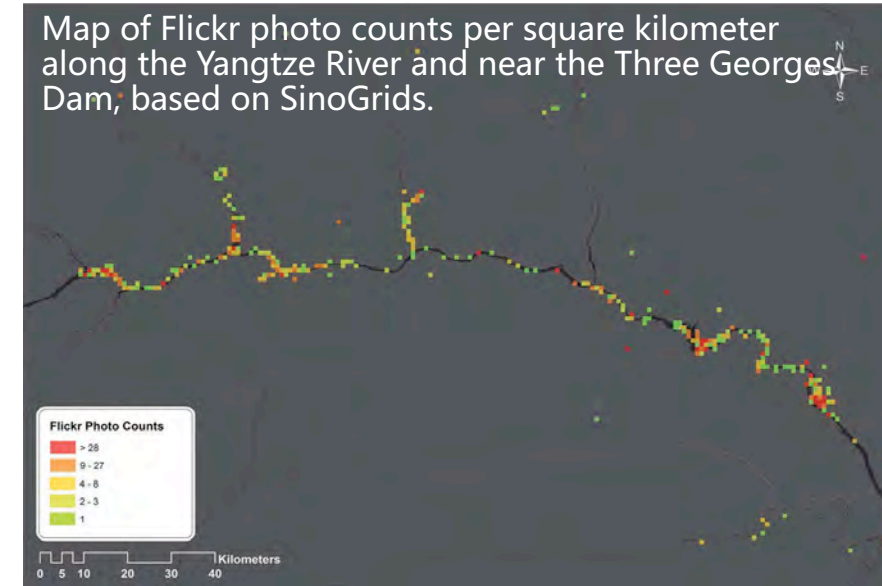 Map of Flickr photo counts per square kilometer
along the Yangtze River and near the Three Georges
Dam, based on SinoGrids.
N
W E
S
Flickr Photo Counts
> 28
9 - 27
4 - 8
2 - 3
1
Kilometers
0 5 10 20 30 40